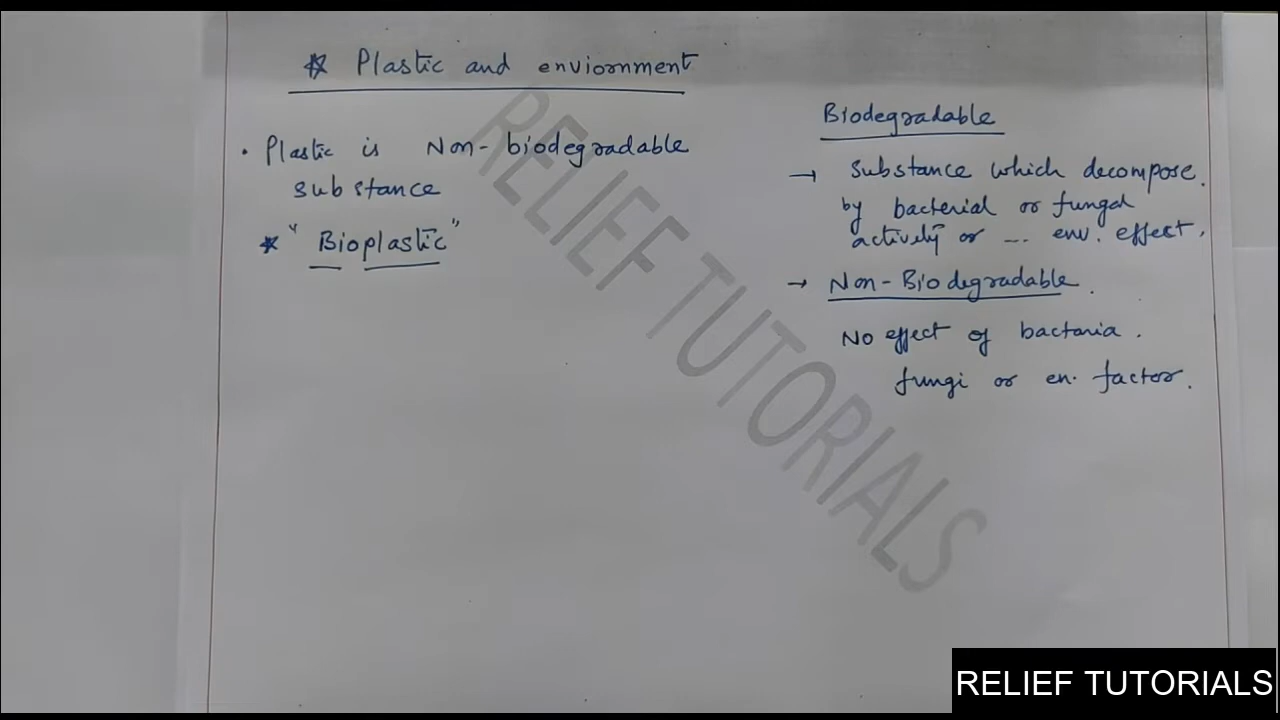 * Plastic and enviornment
. Plastic is Non-biodegradable
substance
* "Bioplastic"
Biodegradable
→ Substance which decompose.
by bacterial or fungal
activity or ... env. effect.
→ Non-Biodegradable.
No effect of bactaria.
fungi or en. factor.
RELIEF TUTORIALS
RELIEF TUTORIALS